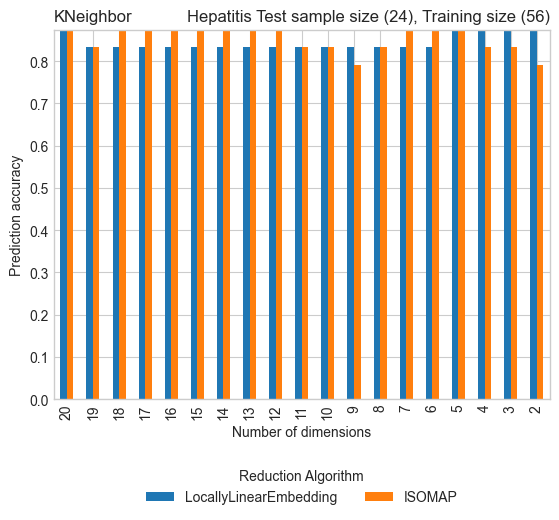 KNeighbor Hepatitis Test sample size (24), Training size (56)
0.8
0.7
0.6
0.5
0.4
0.3
0.2
0.1
0.0
Prediction accuracy
20 19 18 17 16 15 14 13 12 11 10 9 8 7 6 5 4 3 2
Number of dimensions
Reduction Algorithm
LocallyLinearEmbedding ISOMAP